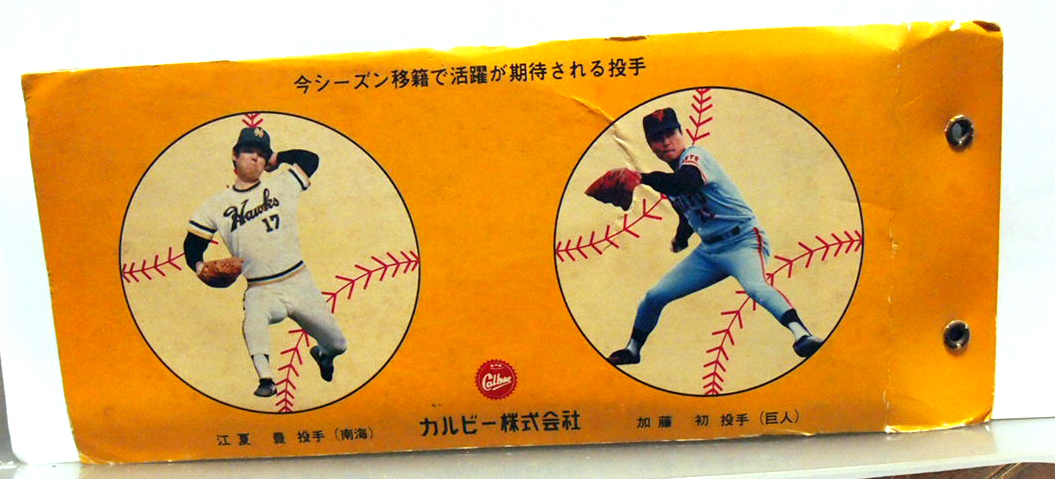 今シーズン移籍で活躍が期待される投手
Hawks
17
Calbee
江夏 豊 投手 (南海)
カルビー株式会社
加藤 初 投手 (巨人)